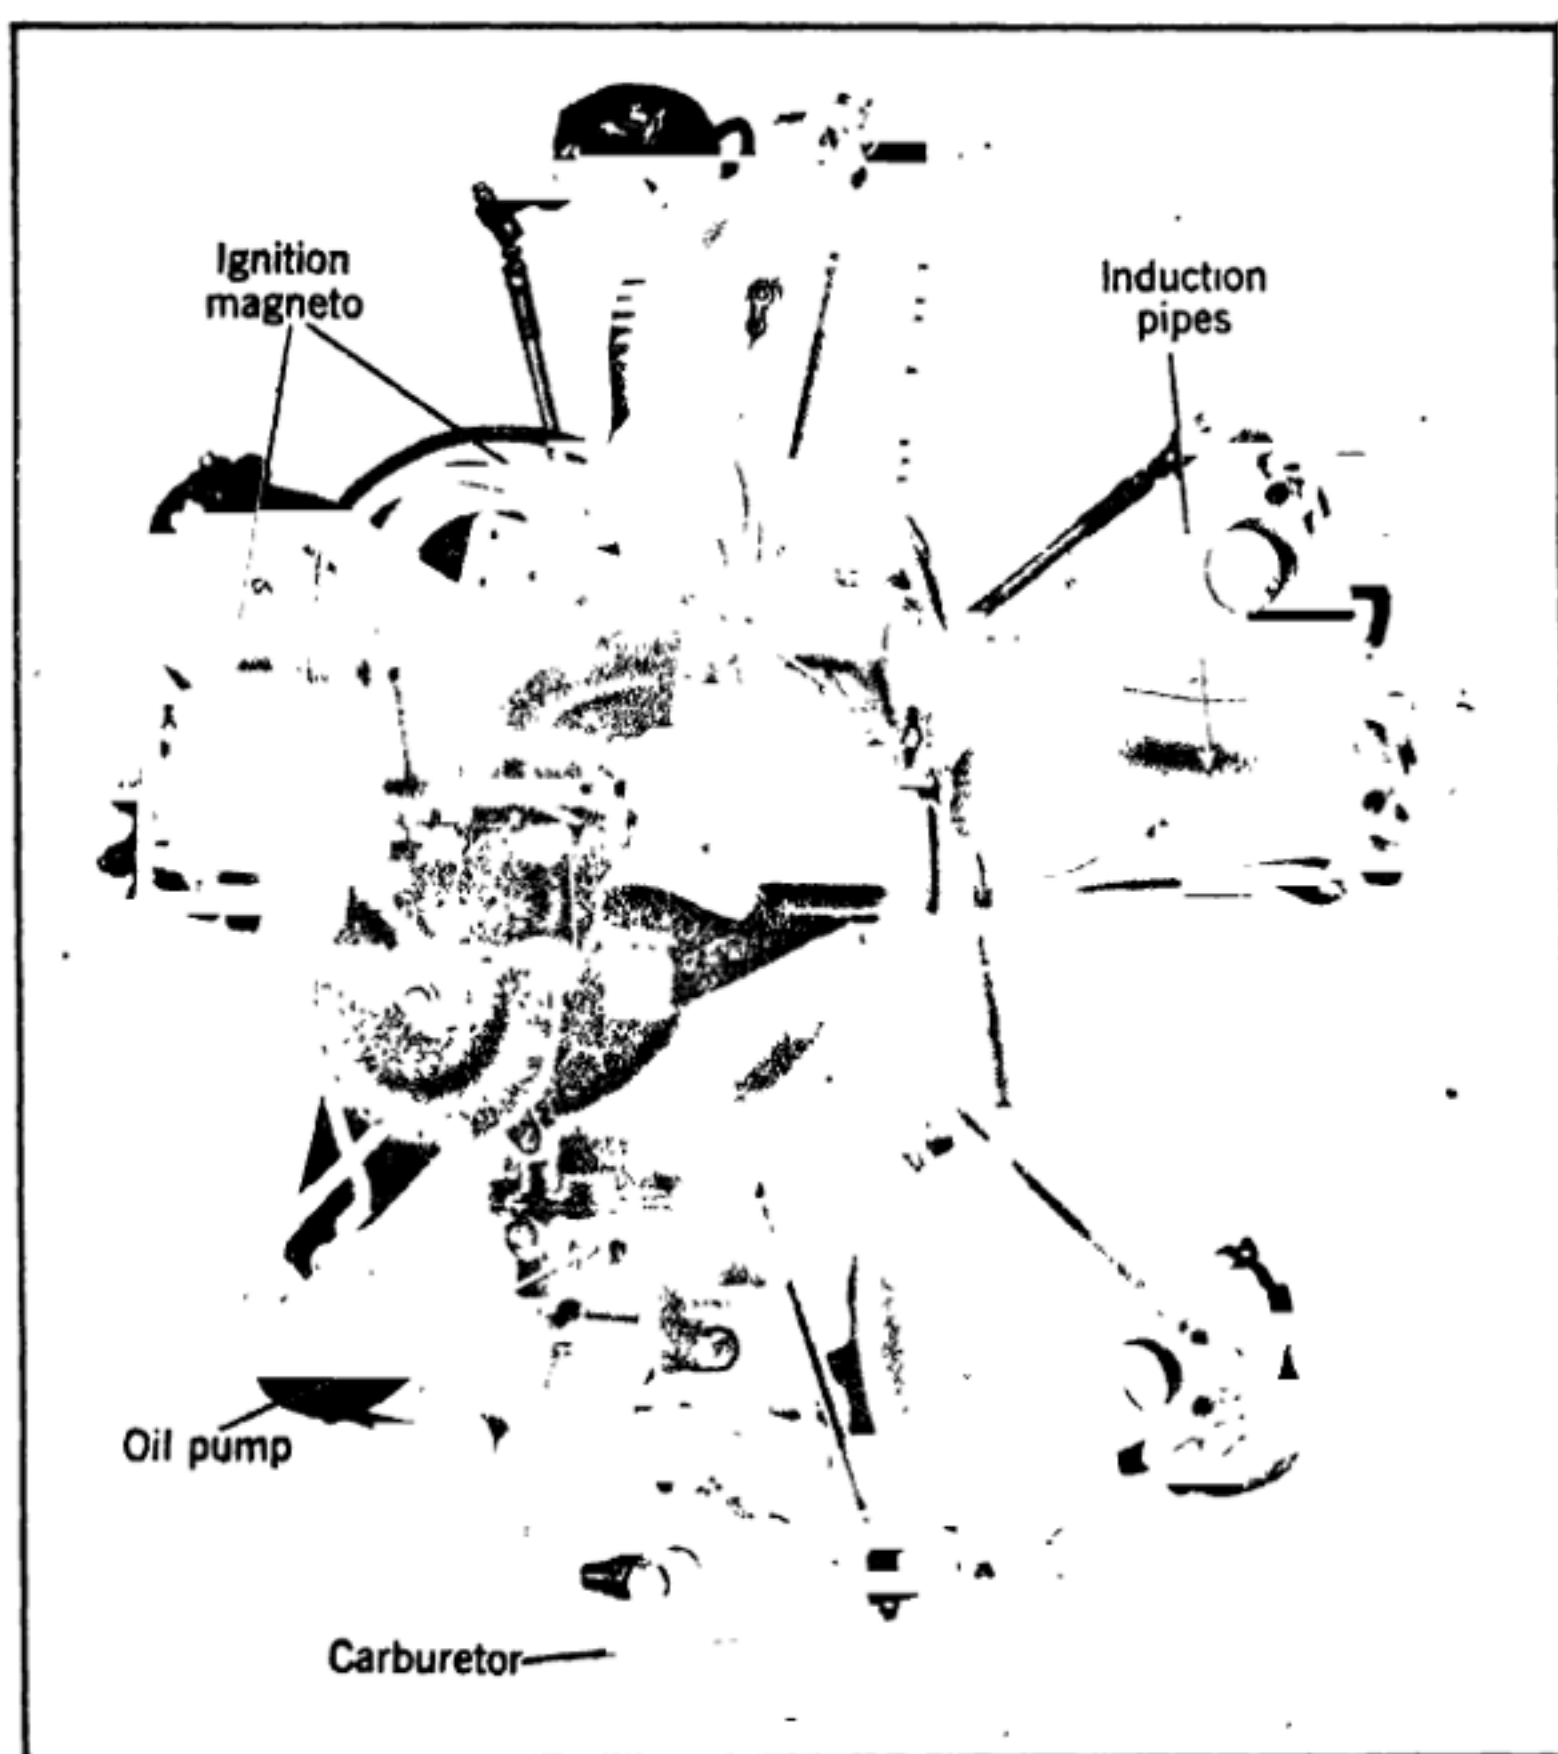 Ignition
magneto
Induction
pipes
Oil pump
Carburetor